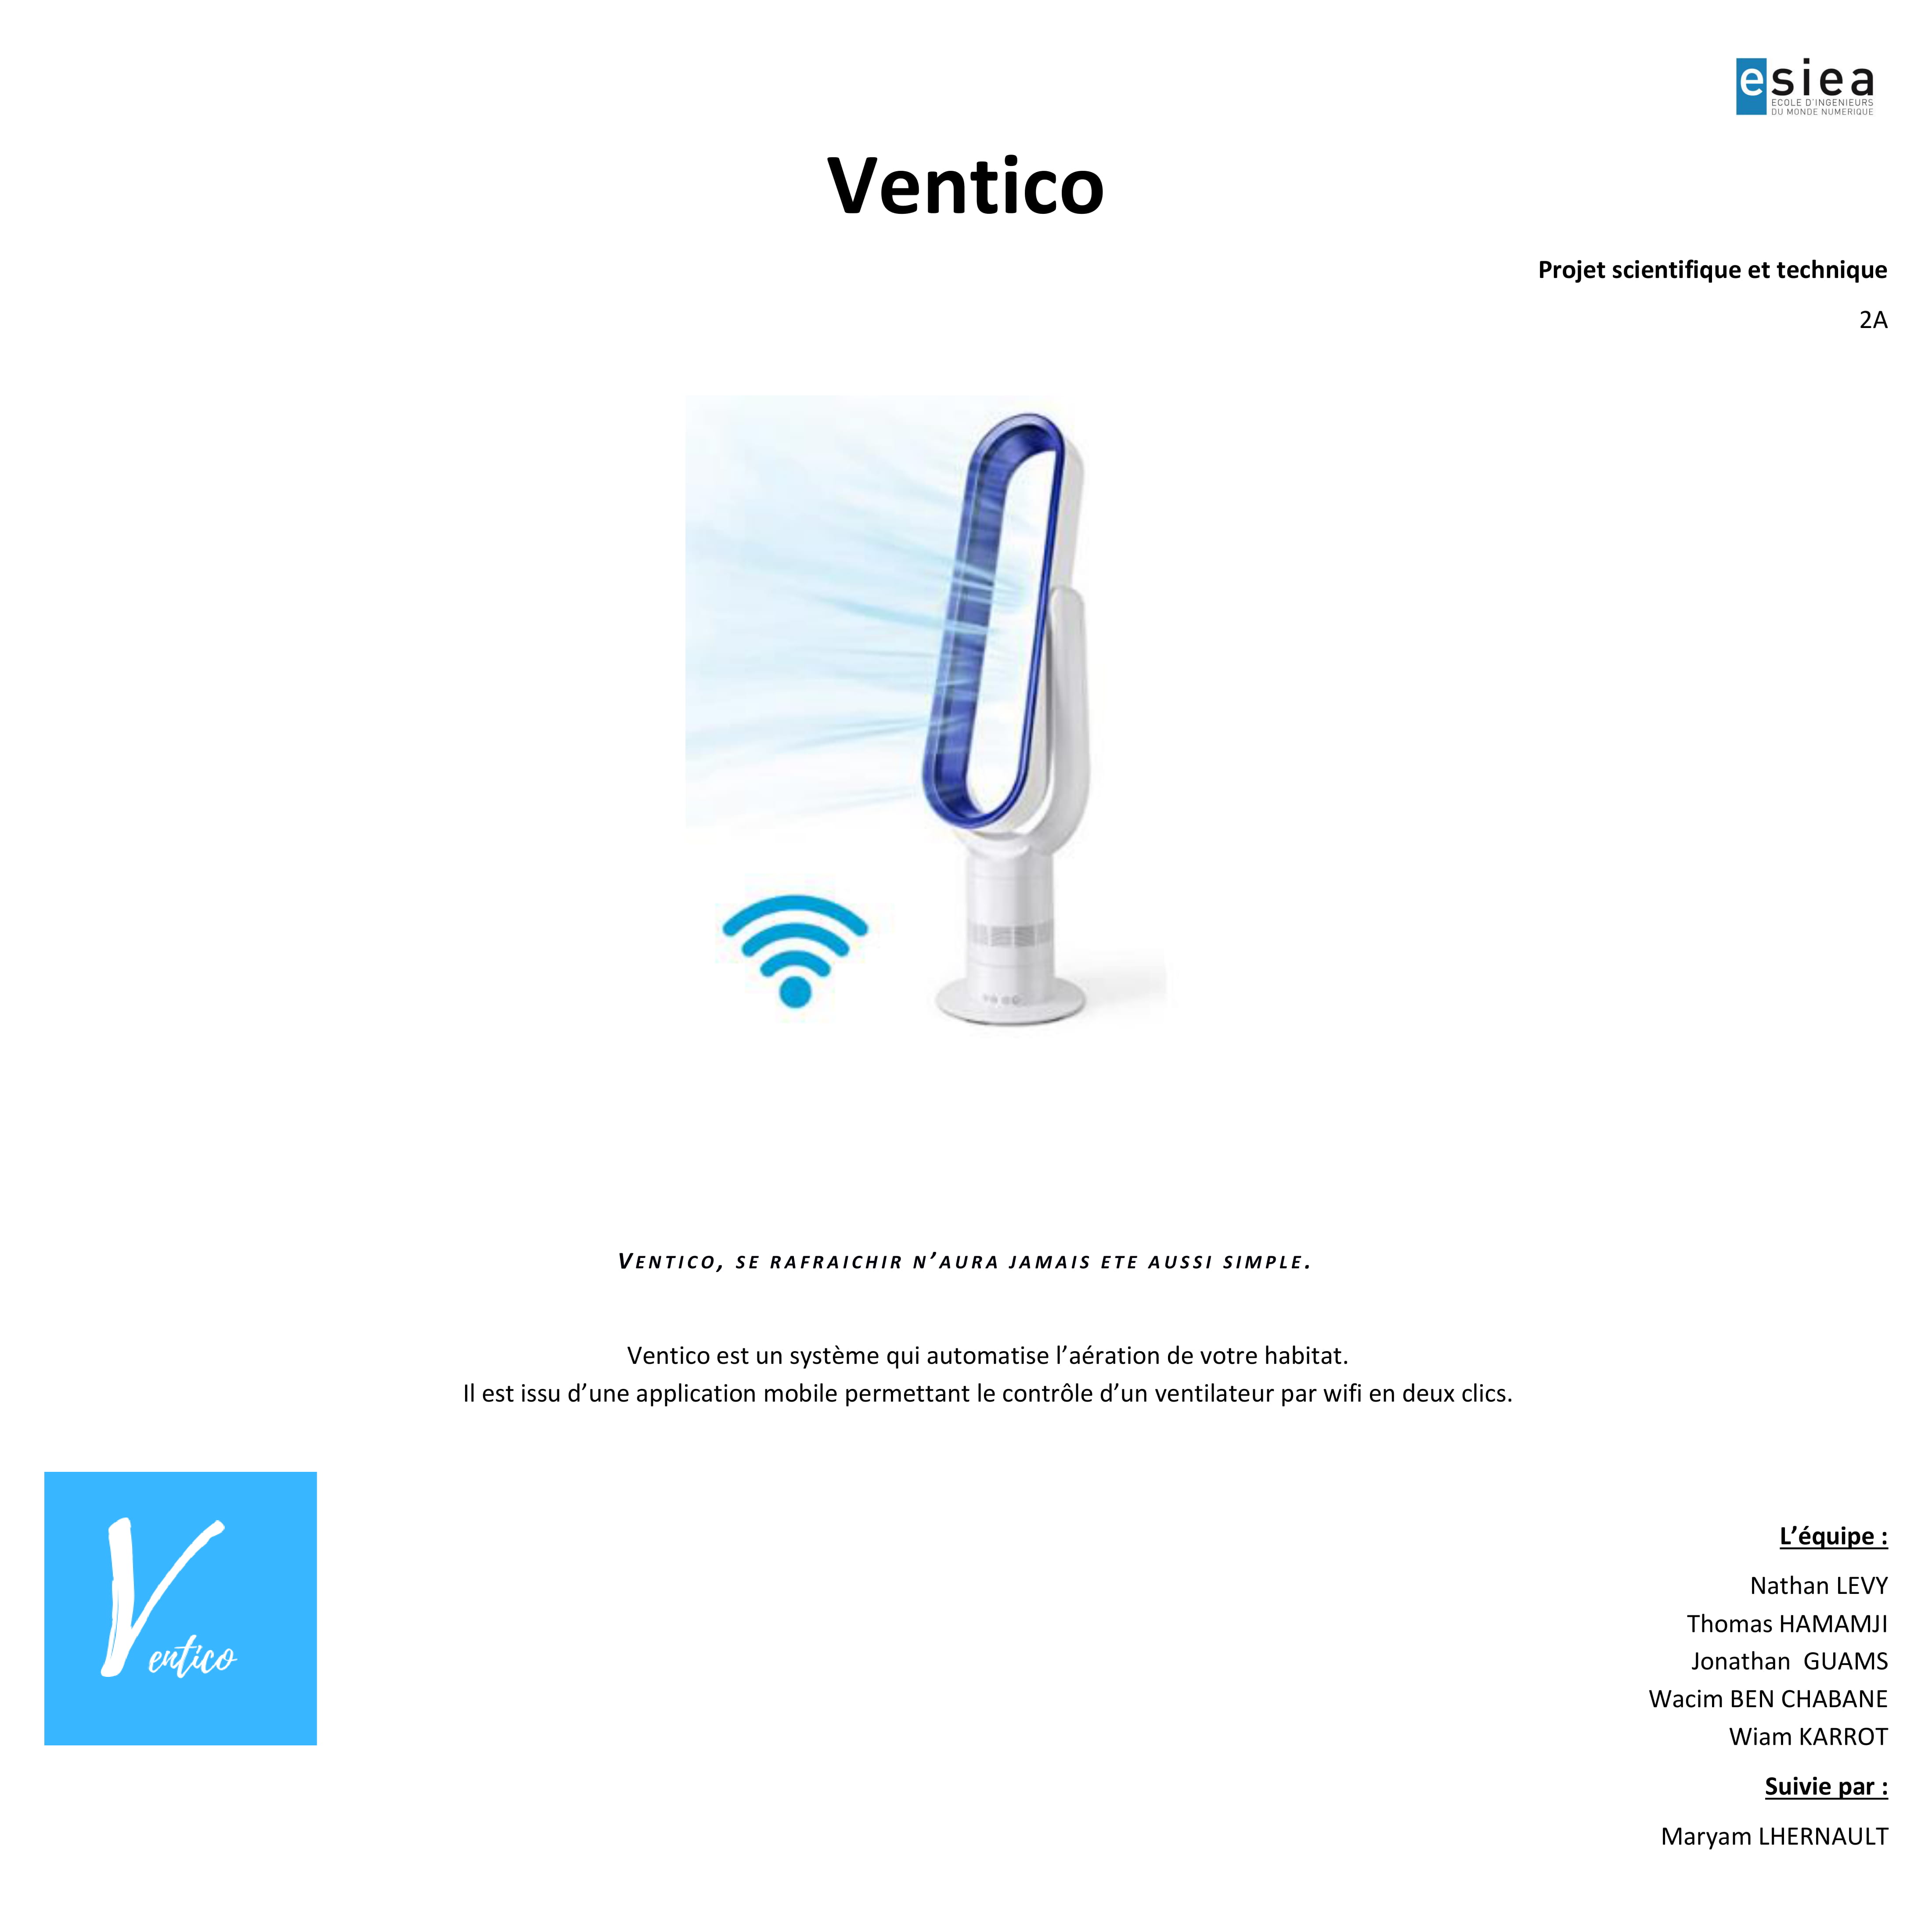 esiea
ECOLE D'INGENIEURS
DU MONDE NUMERIQUE
Ventico
Projet scientifique et technique
2A
VENTICO, SE RAFRAICHIR N'AURA JAMAIS ETE AUSSI SIMPLE.
Ventico est un système qui automatise l'aération de votre habitat.
Il est issu d'une application mobile permettant le contrôle d'un ventilateur par wifi en deux clics.
Ventico
L'équipe :
Nathan LEVY
Thomas HAMAMJI
Jonathan GUAMS
Wacim BEN CHABANE
Wiam KARROT
Suivie par :
Maryam LHERNAULT